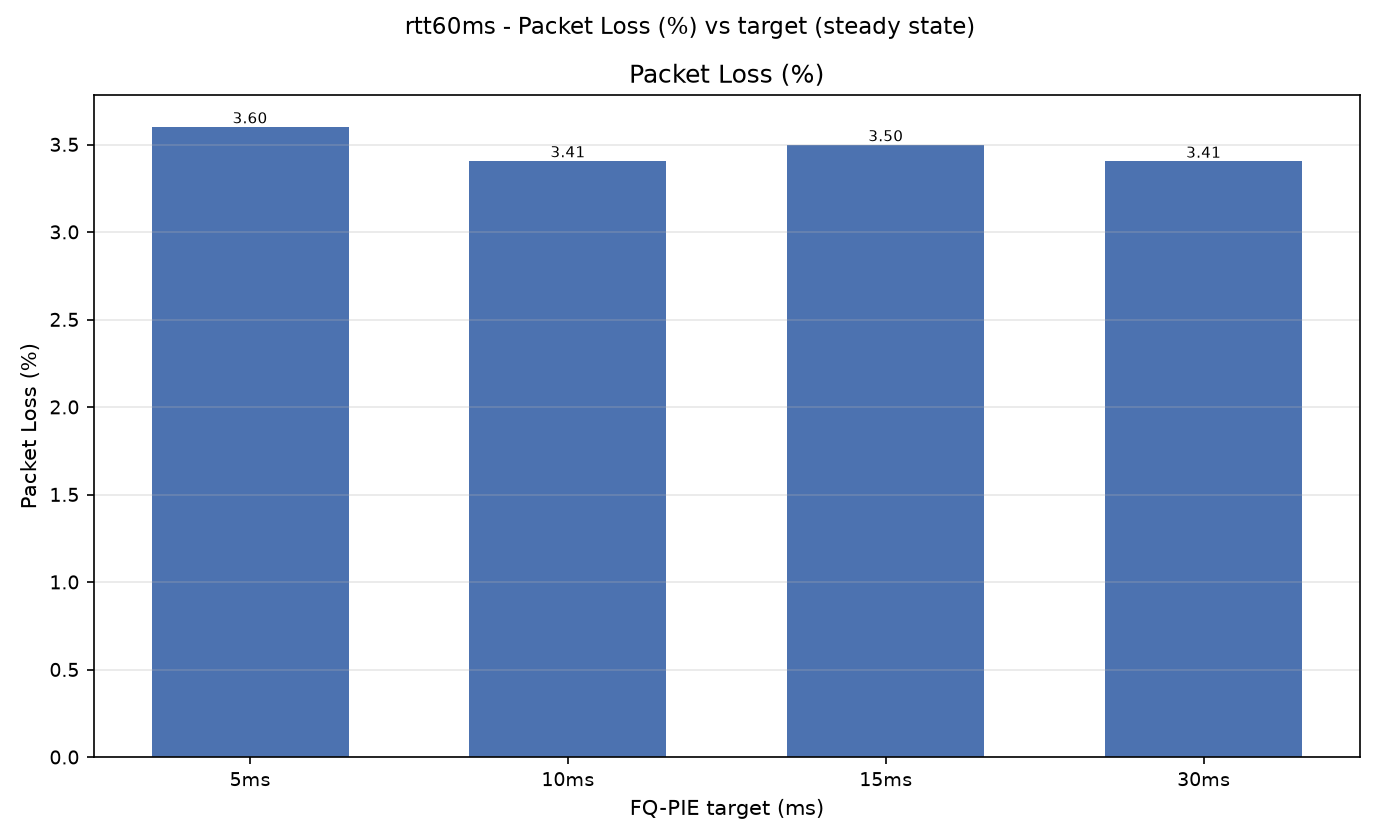 rtt60ms - Packet Loss (%) vs target (steady state)
Packet Loss (%)
3.60
3.41
3.50
3.41
3.5
3.0
2.5
2.0
1.5
1.0
0.5
0.0
Packet Loss (%)
5ms
10ms
15ms
30ms
FQ-PIE target (ms)